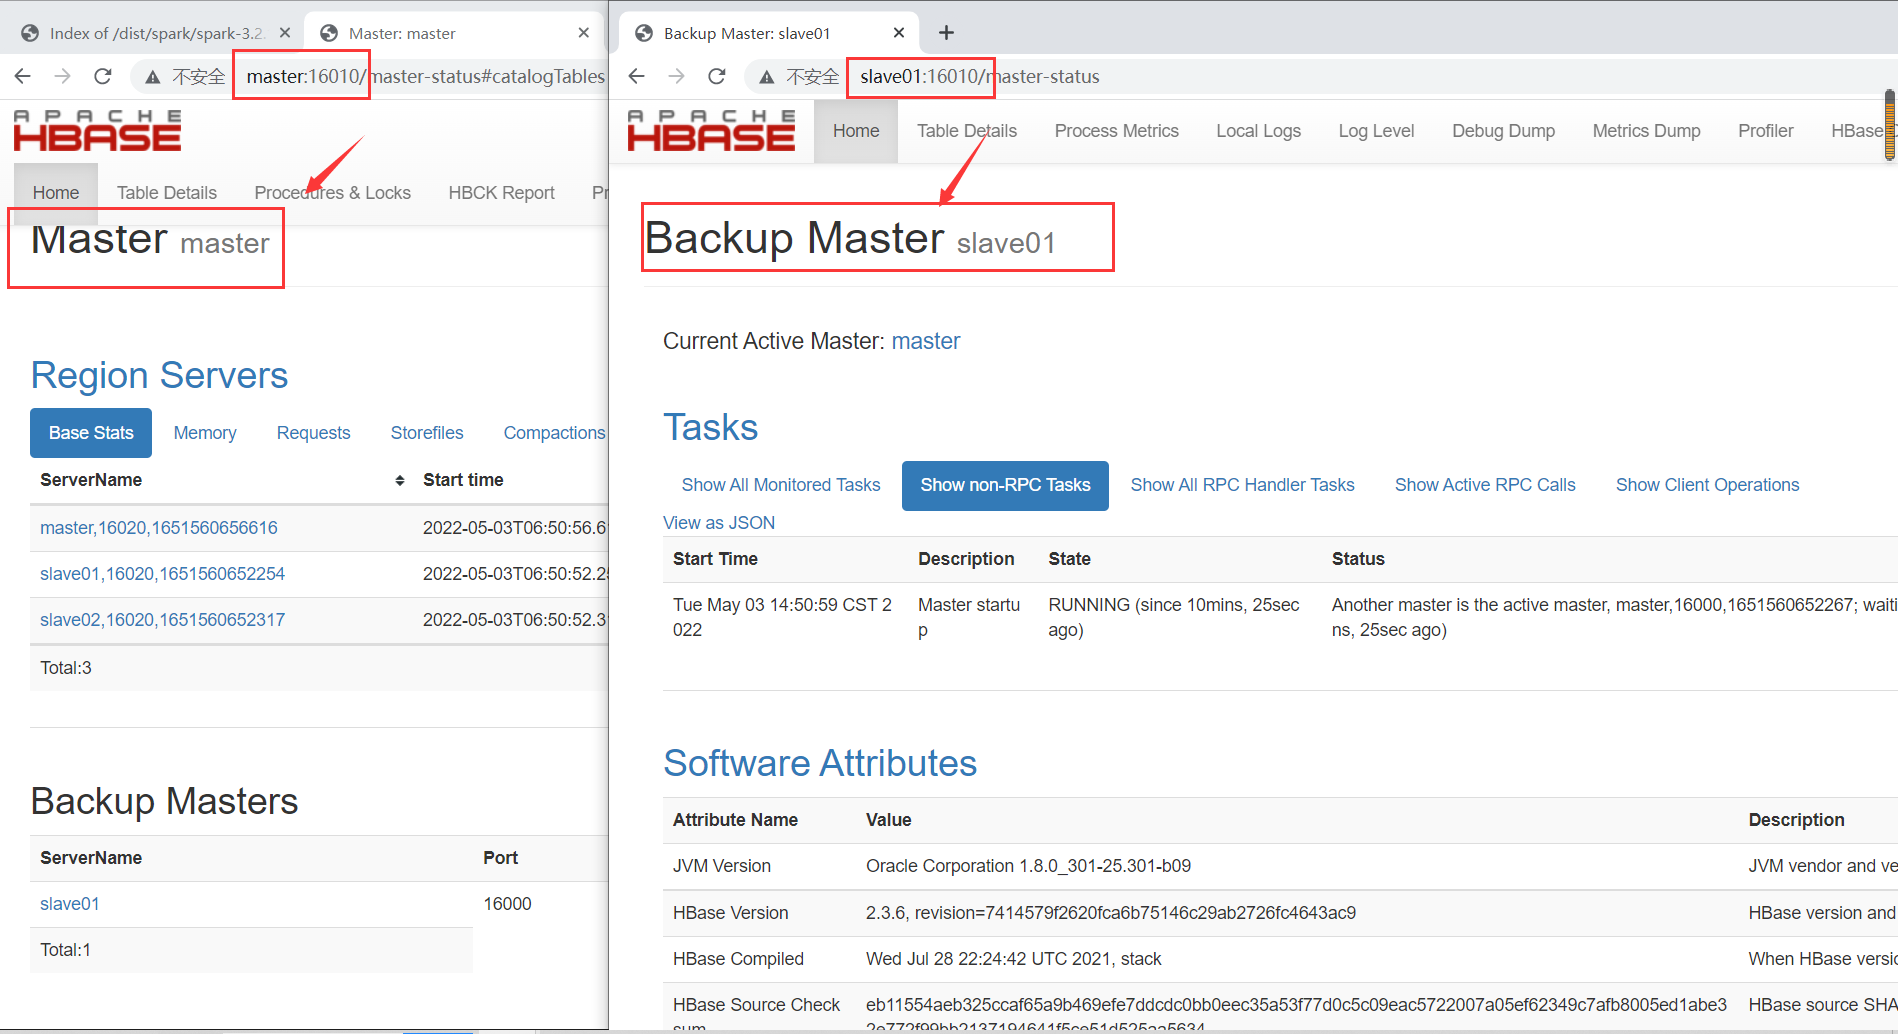 Index of /dist/spark/spark-3.2.
Master: master
不安全
master:16010/master-status#catalogTables
APACHE
HBASE
Home
Table Details
Procedures & Locks
HBCK Report
Pr
Master master
Region Servers
Base Stats
Memory
Requests
Storefiles
Compactions
ServerName
Start time
master,16020,1651560656616
2022-05-03T06:50:56.6
slave01,16020,1651560652254
2022-05-03T06:50:52.25
slave02,16020,1651560652317
2022-05-03T06:50:52.3
Total:3
Backup Masters
ServerName
Port
slave01
16000
Total:1
Backup Master: slave01
不安全
slave01:16010/master-status
APACHE
HBASE
Home
Table Details
Process Metrics
Local Logs
Log Level
Debug Dump
Metrics Dump
Profiler
HBase
Backup Master slave01
Current Active Master: master
Tasks
Show All Monitored Tasks
Show non-RPC Tasks
Show All RPC Handler Tasks
Show Active RPC Calls
Show Client Operations
View as JSON
Start Time
Description
State
Status
Tue May 03 14:50:59 CST 2
022
Master startu
p
RUNNING (since 10mins, 25sec
ago)
Another master is the active master, master,16000,1651560652267; waiti
ns, 25sec ago)
Software Attributes
Attribute Name
Value
Description
JVM Version
Oracle Corporation 1.8.0_301-25.301-b09
JVM vendor and ve
HBase Version
2.3.6, revision=7414579f2620fca6b75146c29ab2726fc4643ac9
HBase version and
HBase Compiled
Wed Jul 28 22:24:42 UTC 2021, stack
When HBase versio
HBase Source Check
sum
eb11554aeb325ccaf65a9b469efe7ddcdc0bb0eec35a53f77d0c5c09eac5722007a05ef62349c7afb8005ed1abe3
HBase source SHA